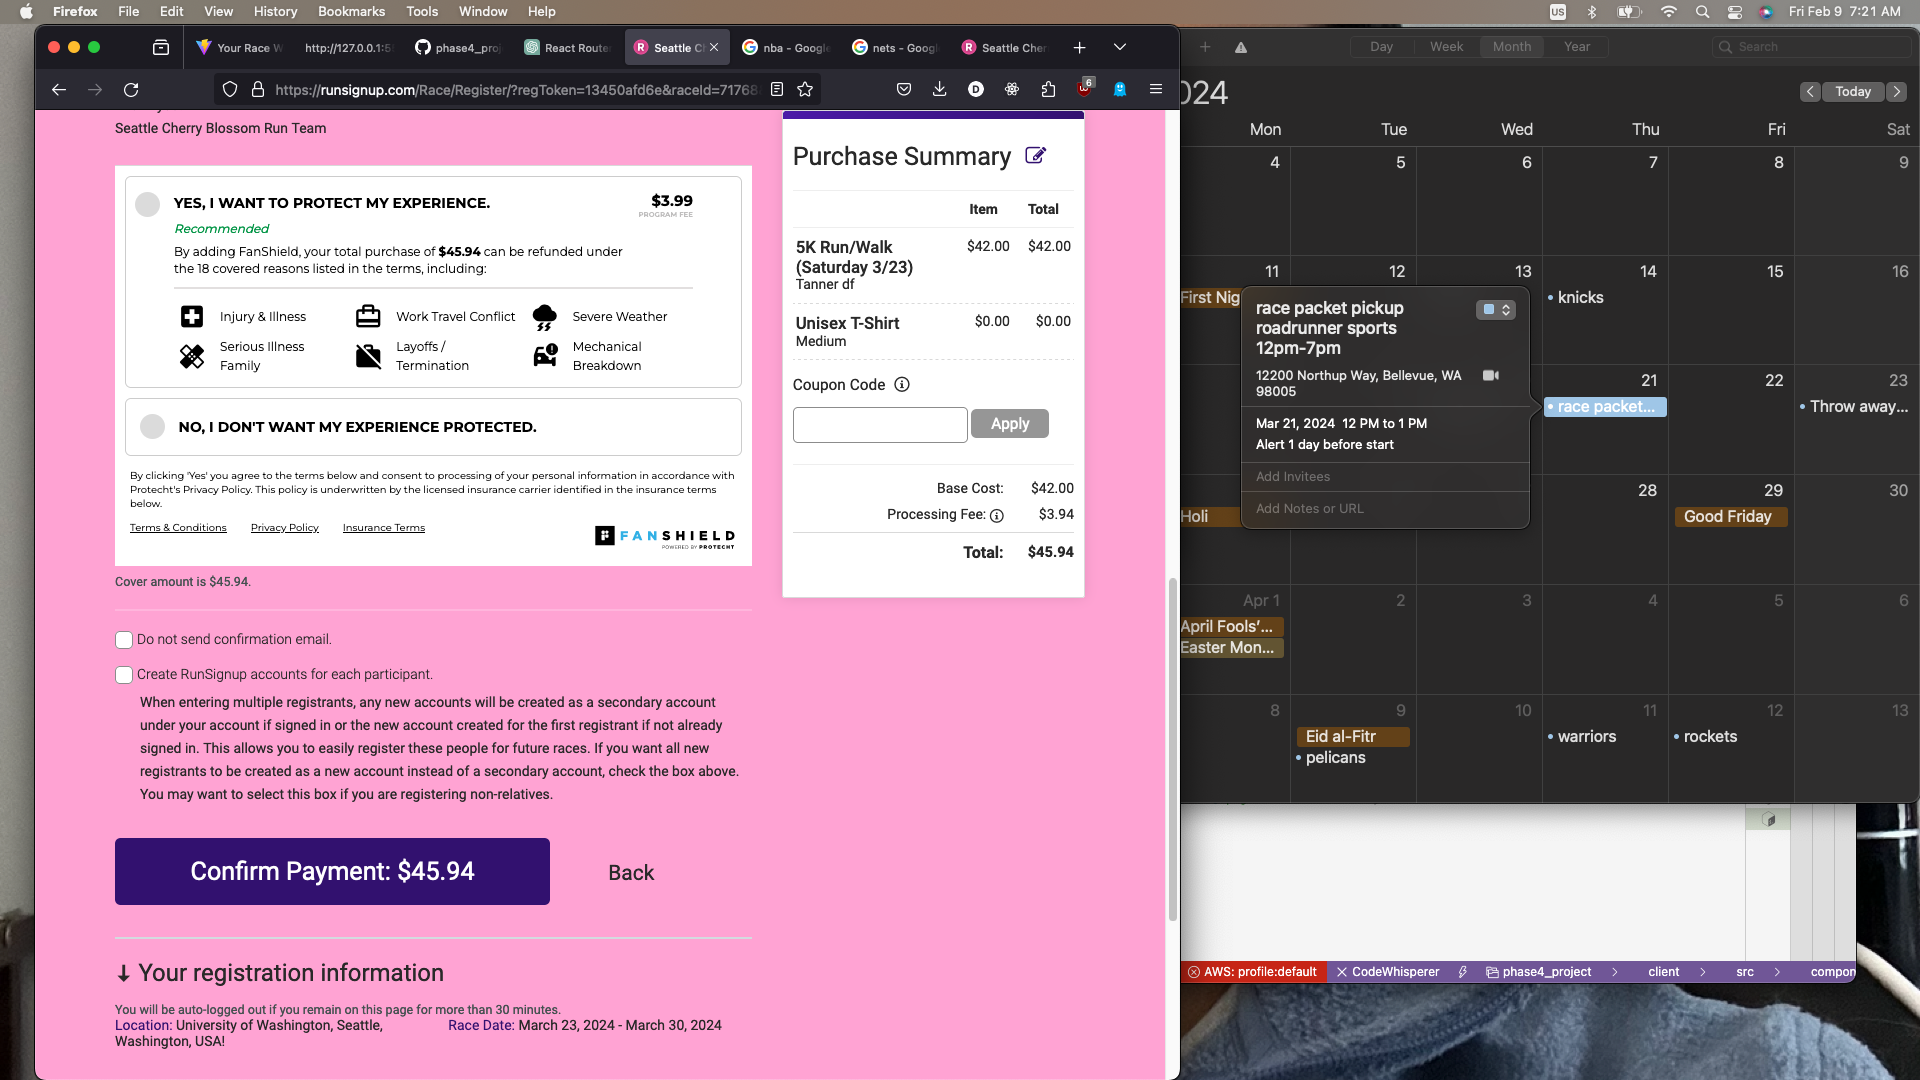 Firefox File Edit View History Bookmarks Tools Window Help
US Fri Feb 9 7:21 AM
Your Race W
http://127.0.0.1:5
phase4_proj
React Route
Seattle C
nba - Google
nets - Googl
Seattle Cher
https://runsignup.com/Race/Register/?regToken=13450afd6e&raceId=7176
6
Seattle Cherry Blossom Run Team
YES, I WANT TO PROTECT MY EXPERIENCE.
$3.99
PROGRAM FEE
Recommended
By adding FanShield, your total purchase of $45.94 can be refunded under
the 18 covered reasons listed in the terms, including:
Injury & Illness
Work Travel Conflict
Severe Weather
Serious Illness
Family
Layoffs /
Termination
Mechanical
Breakdown
NO, I DON'T WANT MY EXPERIENCE PROTECTED.
By clicking 'Yes' you agree to the terms below and consent to processing of your personal information in accordance with
Protecht's Privacy Policy. This policy is underwritten by the licensed insurance carrier identified in the insurance terms
below.
Terms & Conditions Privacy Policy Insurance Terms
FANSHIELD
POWERED BY PROTECHT
Cover amount is $45.94.
Do not send confirmation email.
Create RunSignup accounts for each participant.
When entering multiple registrants, any new accounts will be created as a secondary account
under your account if signed in or the new account created for the first registrant if not already
signed in. This allows you to easily register these people for future races. If you want all new
registrants to be created as a new account instead of a secondary account, check the box above.
You may want to select this box if you are registering non-relatives.
Confirm Payment: $45.94
Back
Your registration information
You will be auto-logged out if you remain on this page for more than 30 minutes.
Location: University of Washington, Seattle,
Washington, USA!
Race Date: March 23, 2024 - March 30, 2024
Purchase Summary
Item Total
5K Run/Walk
(Saturday 3/23)
$42.00 $42.00
Tanner df
Unisex T-Shirt
$0.00 $0.00
Medium
Coupon Code
Apply
Base Cost: $42.00
Processing Fee: $3.94
Total: $45.94
Day Week Month Year
Search
024
Today
Mon Tue Wed Thu Fri Sat
4 5 6 7 8 9
11 12 13 14 15 16
First Nig
knicks
race packet pickup
roadrunner sports
12pm-7pm
12200 Northup Way, Bellevue, WA
98005
Mar 21, 2024 12 PM to 1 PM
Alert 1 day before start
Add Invitees
Add Notes or URL
21 22 23
race packet...
Throw away...
28 29 30
Holi
Good Friday
Apr 1 2 3 4 5 6
April Fools'...
Easter Mon...
8 9 10 11 12 13
Eid al-Fitr
pelicans
warriors
rockets
AWS: profile:default CodeWhisperer phase4_project client src compon